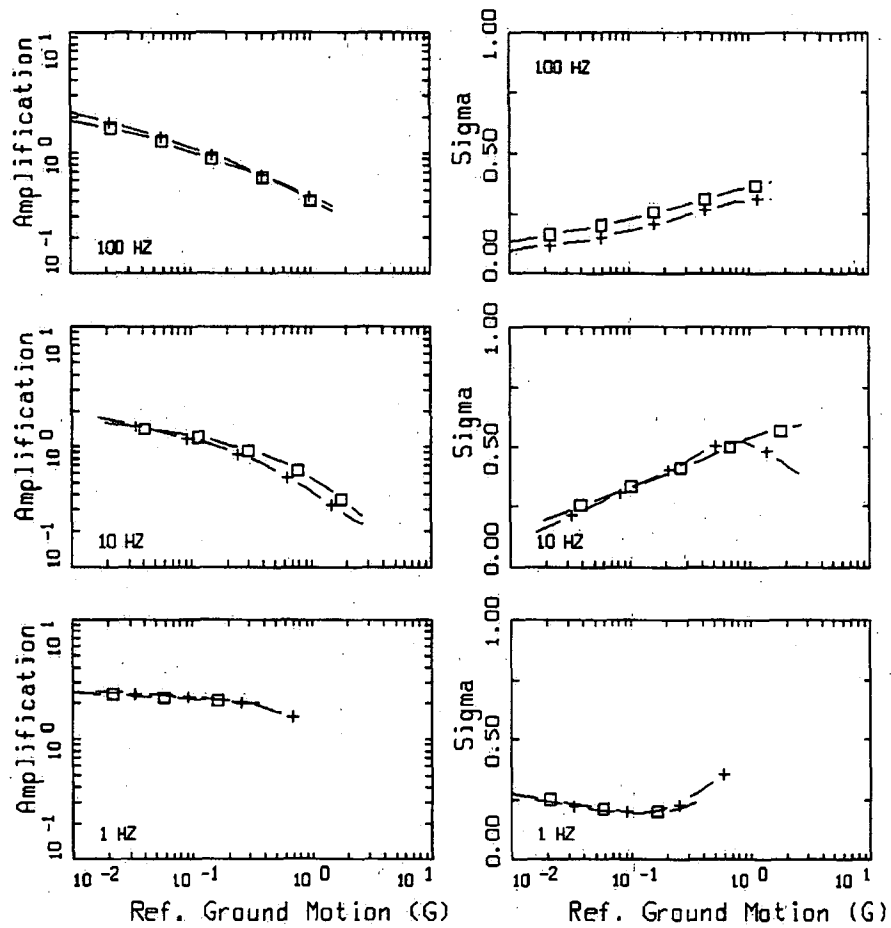 Amplification
10^1
10^0
10^-1
100 HZ
Sigma
1.00
0.50
0.00
100 HZ
Amplification
10^1
10^0
10^-1
10 HZ
Sigma
1.00
0.50
0.00
10 HZ
Amplification
10^1
10^0
10^-1
1 HZ
10^-2 10^-1 10^0 10^1
Ref. Ground Motion (G)
Sigma
1.00
0.50
0.00
1 HZ
10^-2 10^-1 10^0 10^1
Ref. Ground Motion (G)